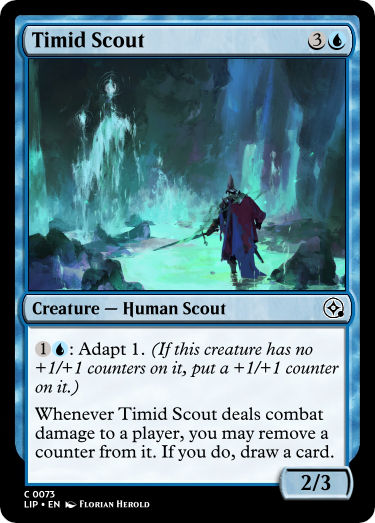 Timid Scout 3
Creature — Human Scout
1: Adapt 1. (If this creature has no
+1/+1 counters on it, put a +1/+1 counter
on it.)
Whenever Timid Scout deals combat
damage to a player, you may remove a
counter from it. If you do, draw a card.
2/3
C 0073
LIP • EN Florian Herold